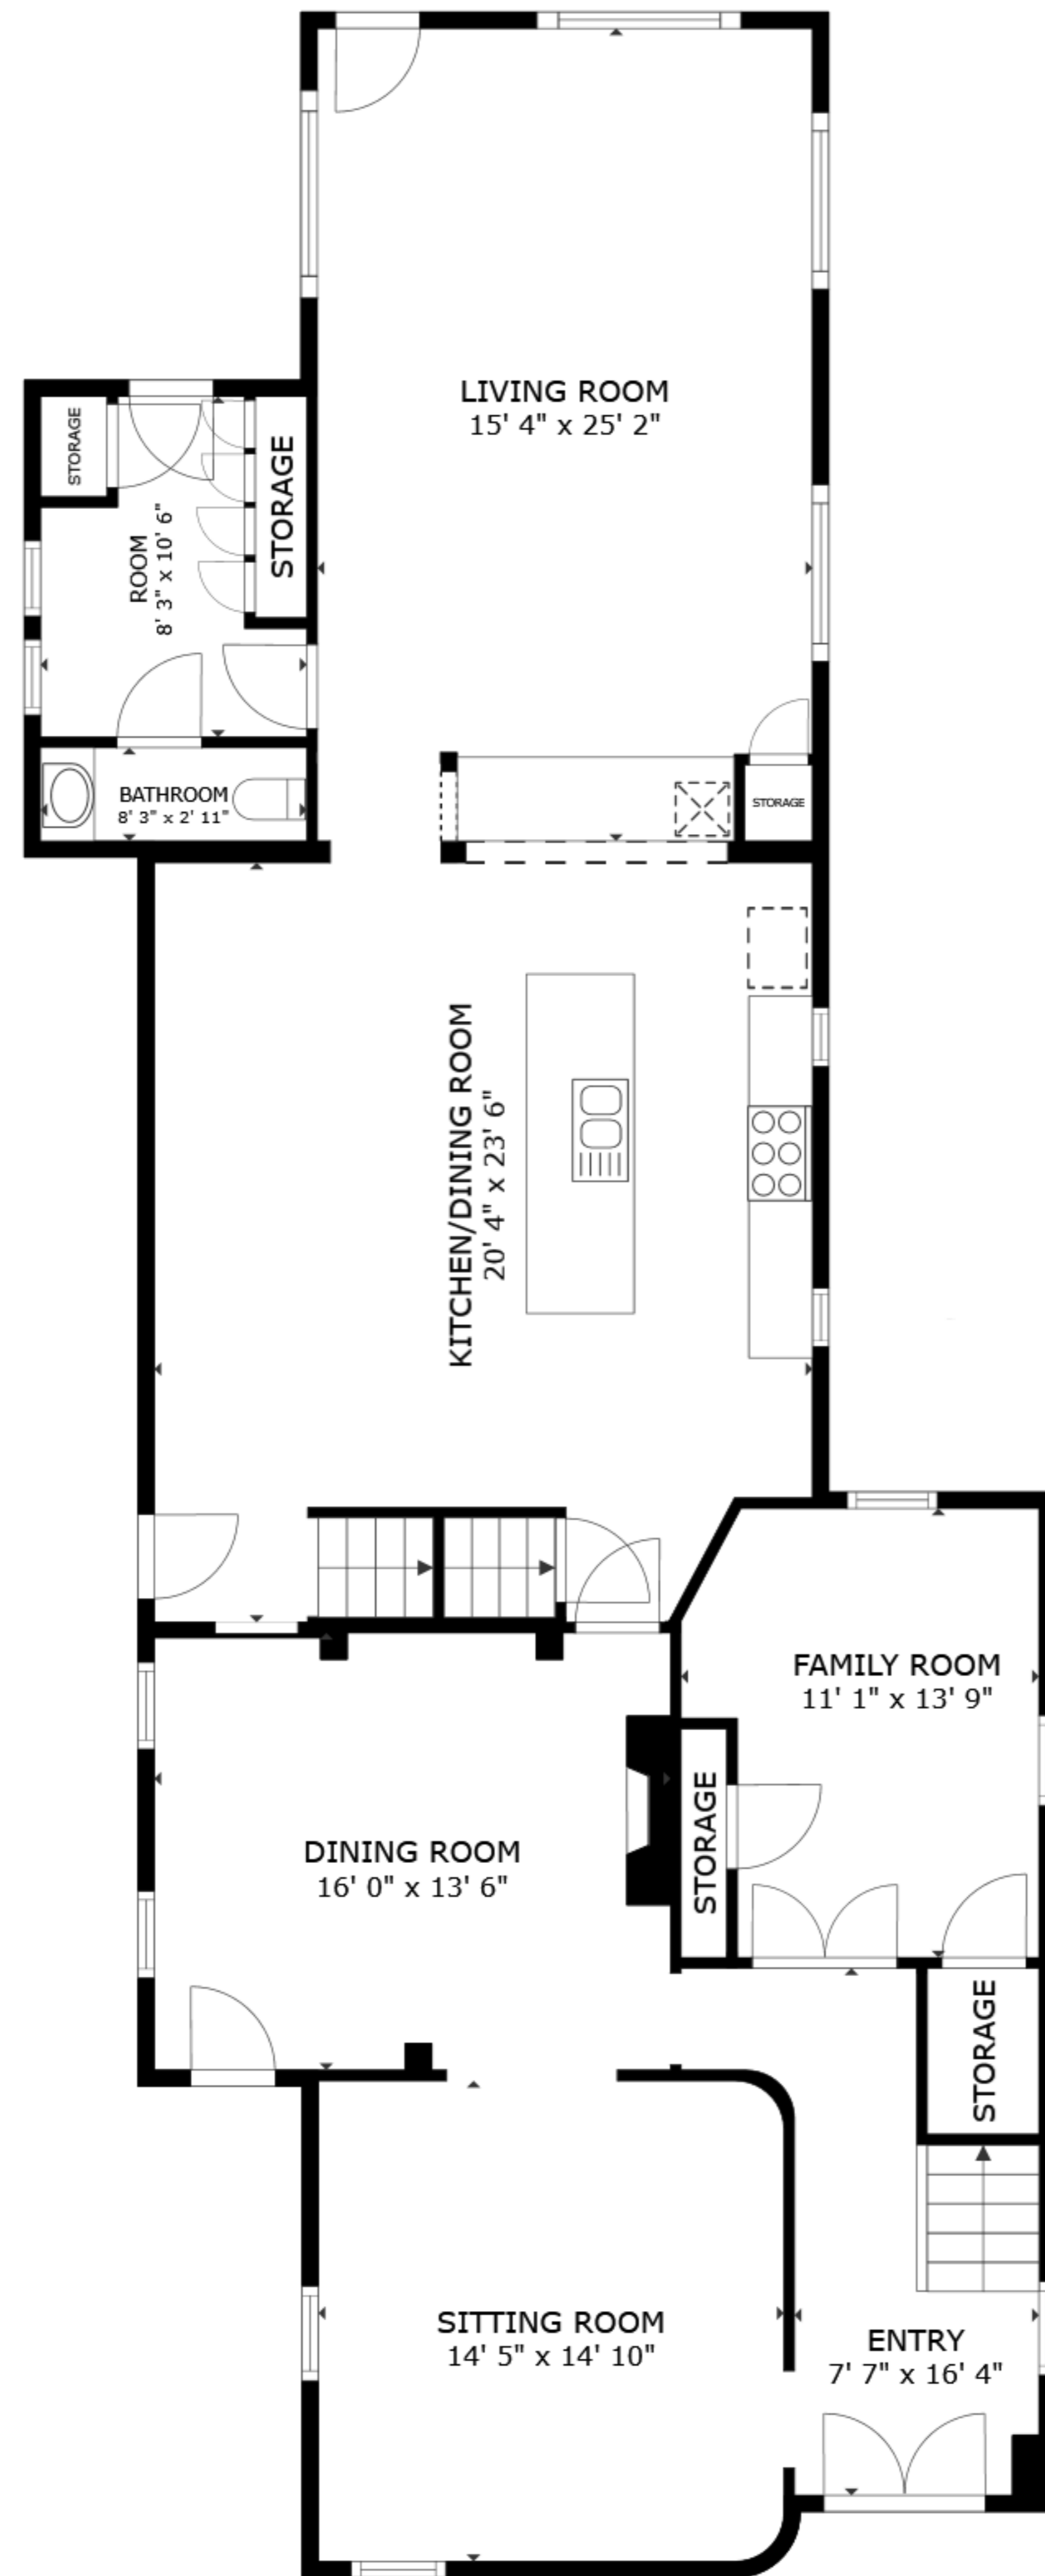 LIVING ROOM
15' 4" x 25' 2"
STORAGE
STORAGE
ROOM
8' 3" x 10' 6"
BATHROOM
8' 3" x 2' 11"
STORAGE
KITCHEN/DINING ROOM
20' 4" x 23' 6"
FAMILY ROOM
11' 1" x 13' 9"
STORAGE
DINING ROOM
16' 0" x 13' 6"
STORAGE
SITTING ROOM
14' 5" x 14' 10"
ENTRY
7' 7" x 16' 4"